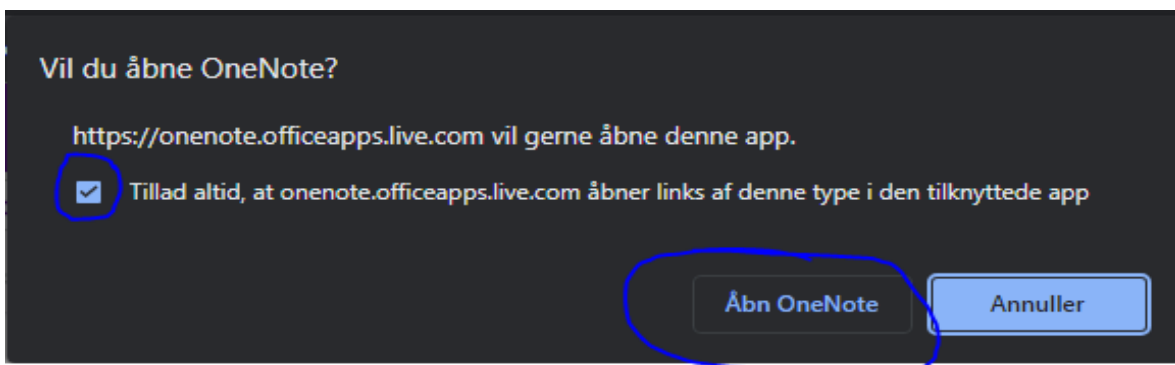 Vil du åbne OneNote?
https://onenote.officeapps.live.com vil gerne åbne denne app.
Tillad altid, at onenote.officeapps.live.com åbner links af denne type i den tilknyttede app
Åbn OneNote
Annuller